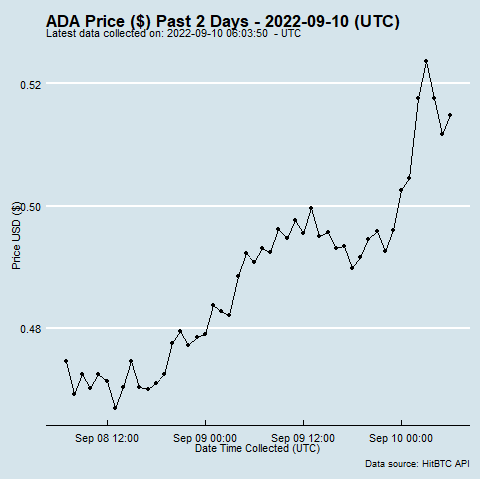 ADA Price ($) Past 2 Days - 2022-09-10 (UTC)
Latest data collected on: 2022-09-10 06:03:50  - UTC
0.52
0.50
0.48
Price USD ($)
Sep 08 12:00 Sep 09 00:00 Sep 09 12:00 Sep 10 00:00
Date Time Collected (UTC)
Data source: HitBTC API